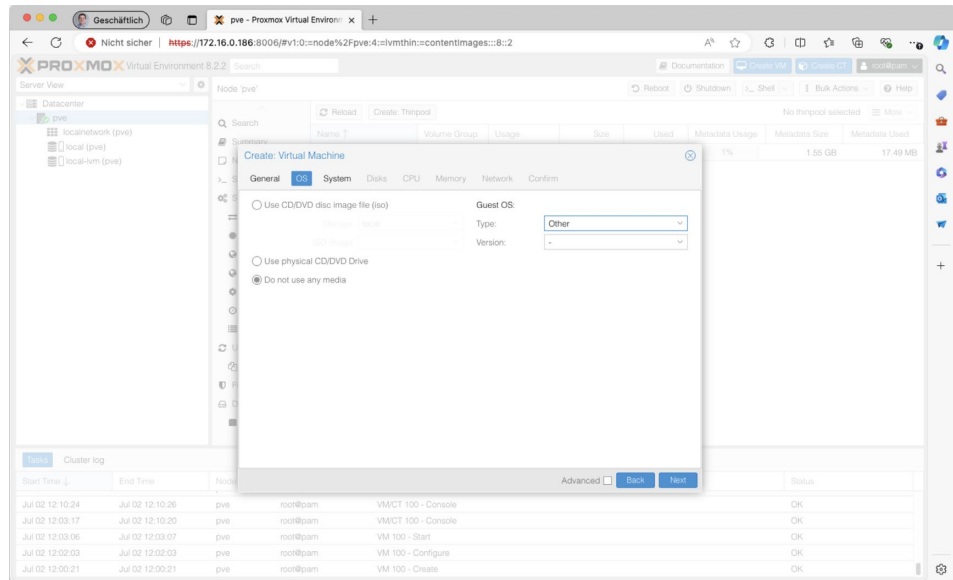 Geschäftlich
pve - Proxmox Virtual Environ
Nicht sicher
https://172.16.0.186:8006/#v1:0:=node%2Fpve:4:=lvmthin:=contentImages:::8::2
PROXMOX Virtual Environment 8.2.2 Search
Documentation Create VM Create CT root@pam
Server View
Node 'pve'
Reboot Shutdown Shell Bulk Actions Help
Datacenter
pve
localnetwork (pve)
local (pve)
local-lvm (pve)
Search
Summary
Reload Create: Thinpool
No thinpool selected More
Name Volume Group Usage Size Used Metadata Usage Metadata Size Metadata Used
1% 1.55 GB 17.49 MB
Create: Virtual Machine
General OS System Disks CPU Memory Network Confirm
Use CD/DVD disc image file (iso)
Storage: local
ISO image:
Use physical CD/DVD Drive
Do not use any media
Guest OS:
Type: Other
Version: -
Advanced Back Next
Tasks Cluster log
Start Time End Time Node Status
Jul 02 12:10:24 Jul 02 12:10:26 pve root@pam VM/CT 100 - Console OK
Jul 02 12:03:17 Jul 02 12:10:20 pve root@pam VM/CT 100 - Console OK
Jul 02 12:03:06 Jul 02 12:03:07 pve root@pam VM 100 - Start OK
Jul 02 12:02:03 Jul 02 12:02:03 pve root@pam VM 100 - Configure OK
Jul 02 12:00:21 Jul 02 12:00:21 pve root@pam VM 100 - Create OK